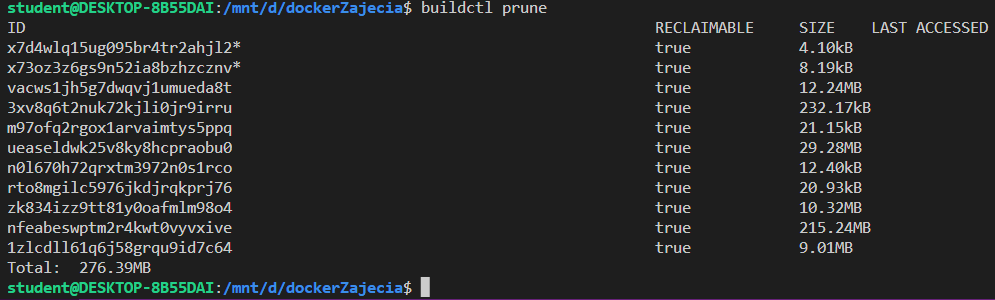 student@DESKTOP-8B55DAI:/mnt/d/dockerZajecia$ buildctl prune
ID RECLAIMABLE SIZE LAST ACCESSED
x7d4wlq15ug095br4tr2ahjl2* true 4.10kB
x73oz3z6gs9n52ia8bzhzcznv* true 8.19kB
vacws1jh5g7dwqvj1umueda8t true 12.24MB
3xv8q6t2nuk72kjli0jr9irru true 232.17kB
m97ofq2rgox1arvaimtys5ppq true 21.15kB
ueaseldwk25v8ky8hcpraobu0 true 29.28MB
n0l670h72qrxtm3972n0s1rco true 12.40kB
rto8mgilc5976jkdjrqkprj76 true 20.93kB
zk834izz9tt81y0oafmlm98o4 true 10.32MB
nfeabeswptm2r4kwt0vyvxive true 215.24MB
1zlcdll61q6j58grqu9id7c64 true 9.01MB
Total: 276.39MB
student@DESKTOP-8B55DAI:/mnt/d/dockerZajecia$